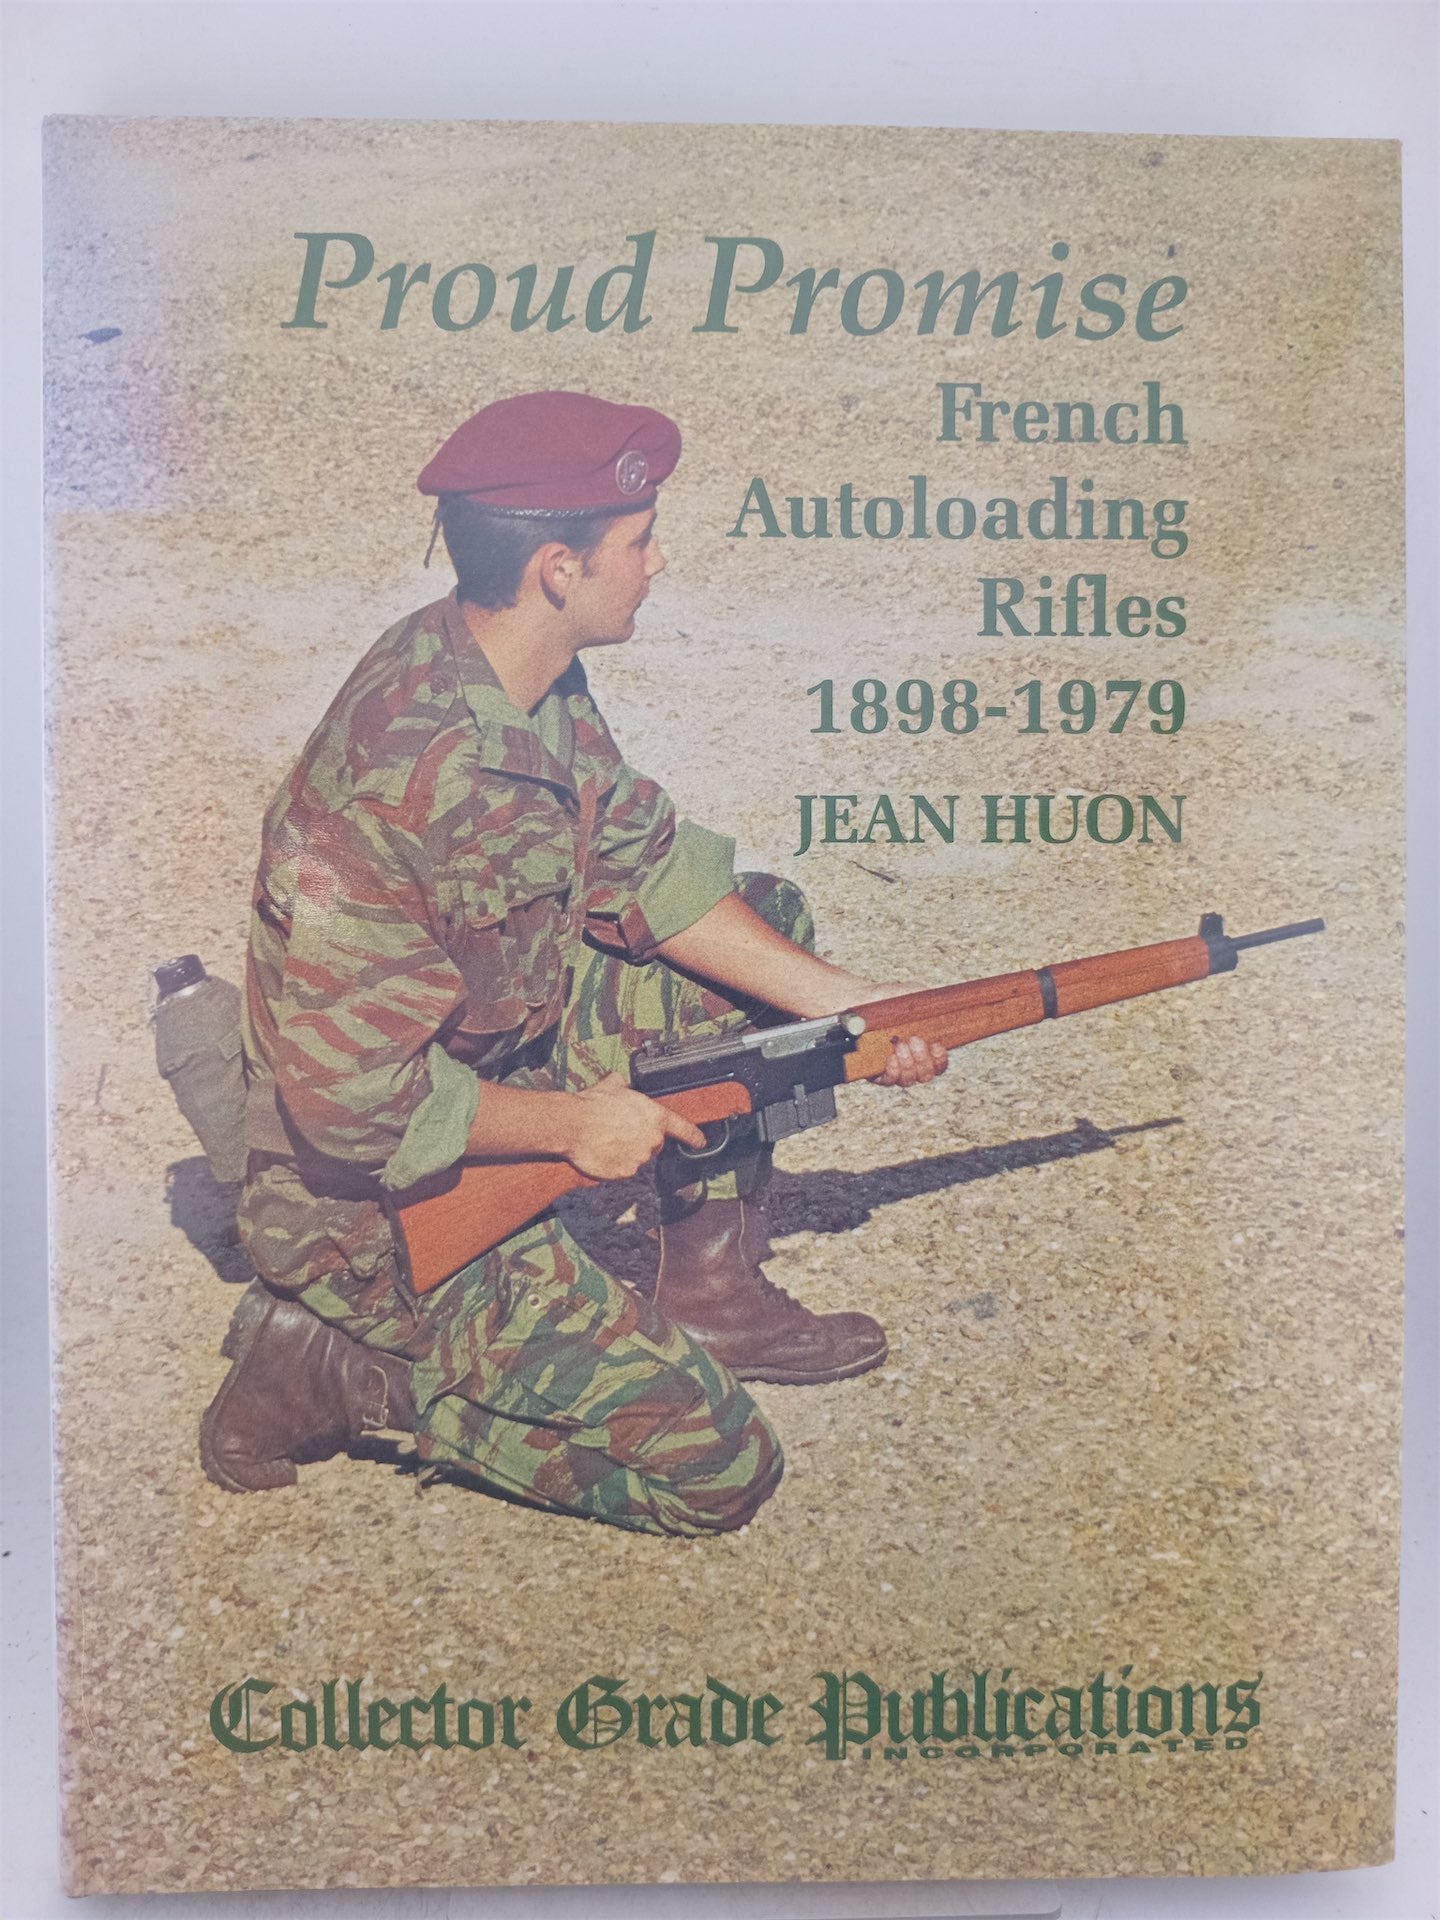 Proud Promise
French
Autoloading
Rifles
1898-1979
JEAN HUON
Collector Grade Publications
INCORPORATED